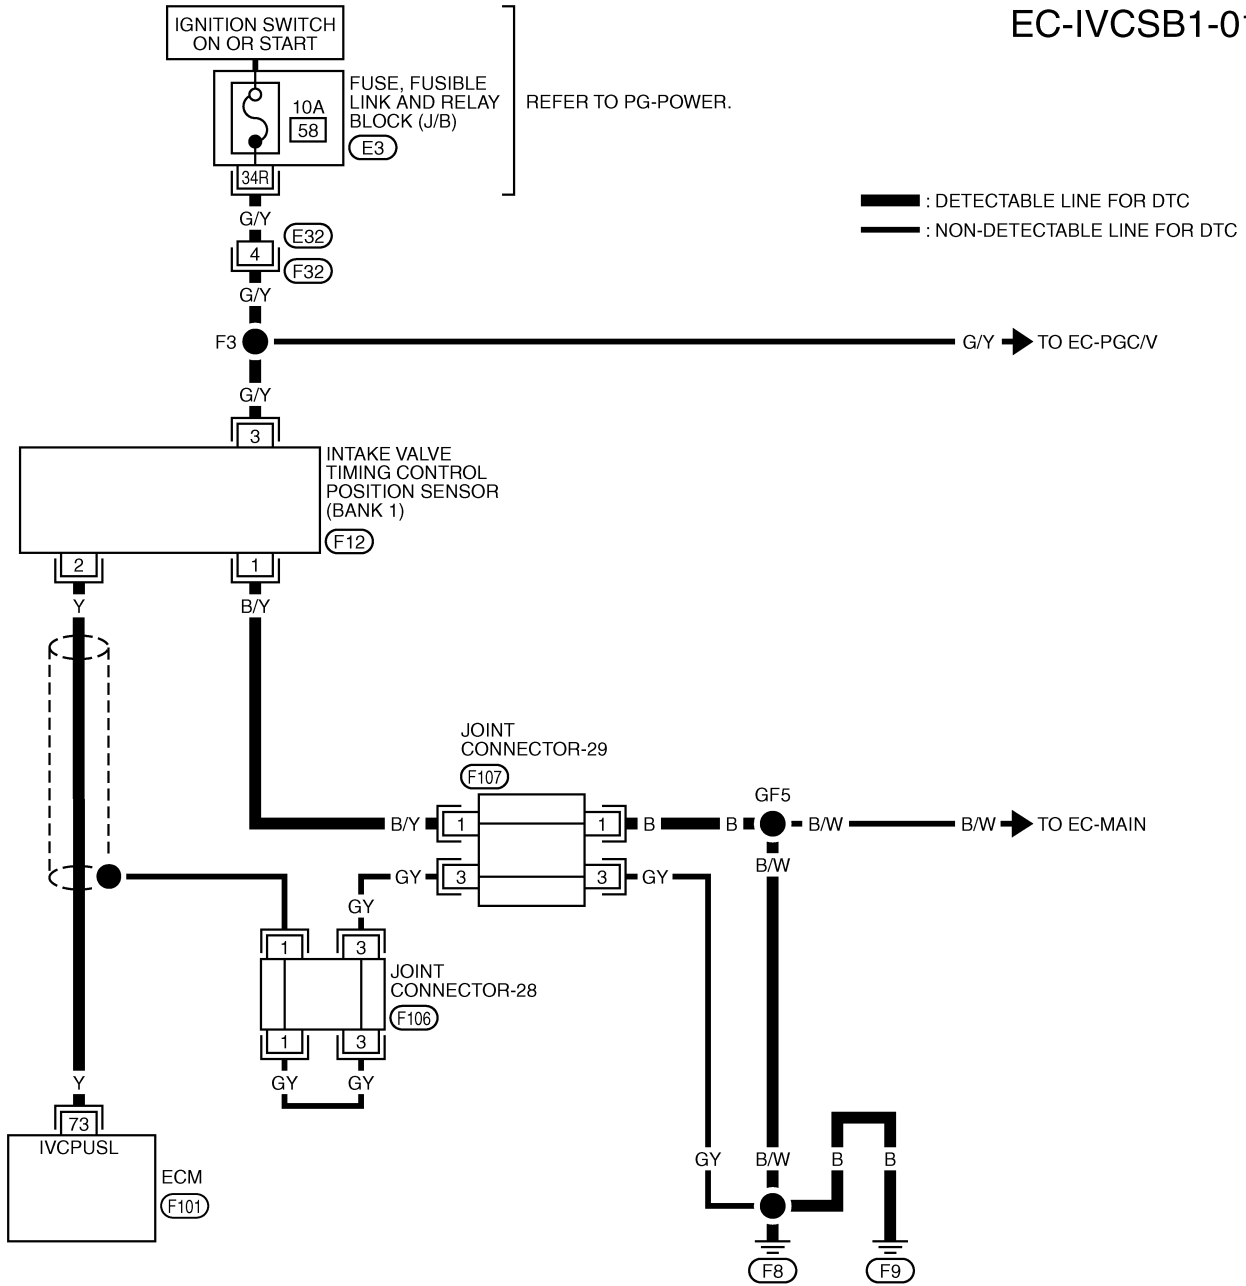 EC-IVCSB1-01
IGNITION SWITCH
ON OR START
FUSE, FUSIBLE
LINK AND RELAY
BLOCK (J/B)
E3
10A
58
REFER TO PG-POWER.
34R
: DETECTABLE LINE FOR DTC
: NON-DETECTABLE LINE FOR DTC
G/Y
E32
4
F32
G/Y
F3
G/Y
TO EC-PGC/V
G/Y
3
INTAKE VALVE
TIMING CONTROL
POSITION SENSOR
(BANK 1)
F12
2
1
Y
B/Y
JOINT
CONNECTOR-29
F107
GF5
B/Y
1
1
B
B
B/W
B/W
TO EC-MAIN
B/W
GY
3
3
GY
GY
1
3
JOINT
CONNECTOR-28
F106
1
3
GY
GY
Y
73
IVCPUSL
ECM
F101
GY
B/W
B
B
F8
F9